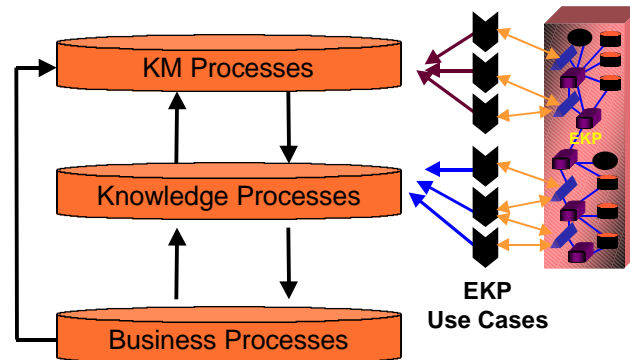 KM Processes
EKP
Knowledge Processes
EKP
Use Cases
Business Processes